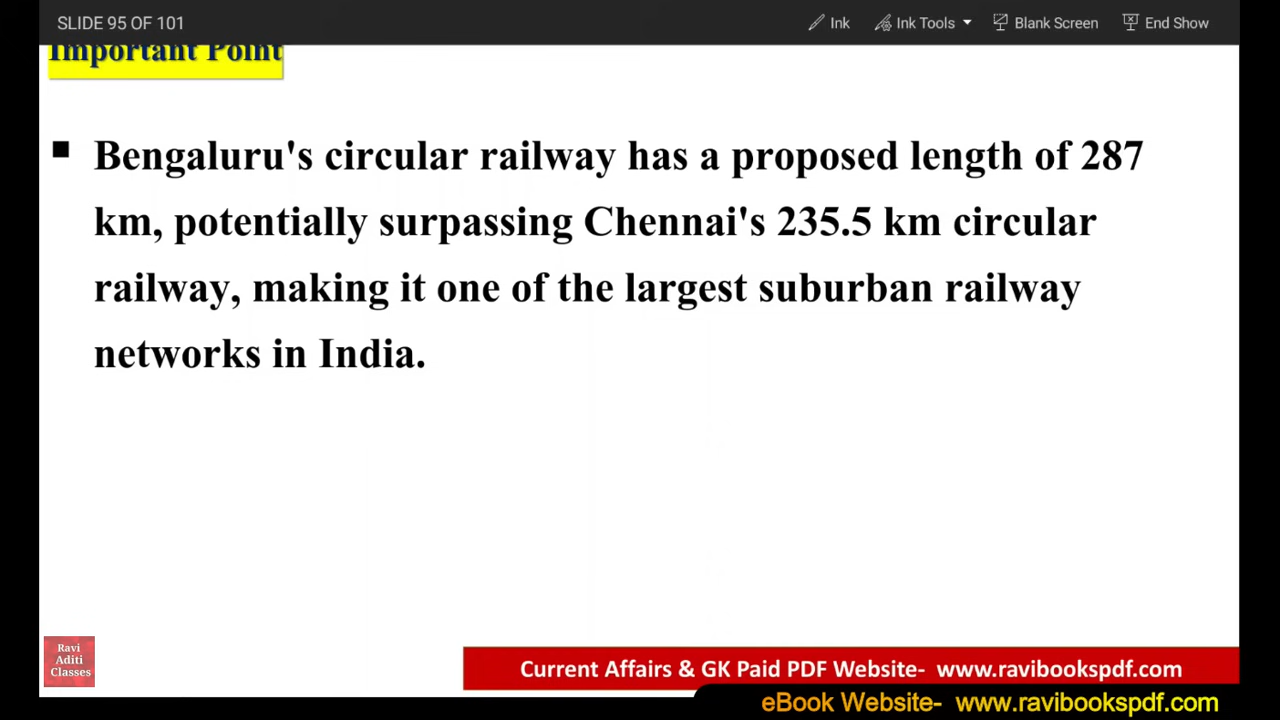 SLIDE 95 OF 101 Ink Ink Tools Blank Screen End Show
Important Point
Bengaluru's circular railway has a proposed length of 287
km, potentially surpassing Chennai's 235.5 km circular
railway, making it one of the largest suburban railway
networks in India.
Ravi
Aditi
Classes
Current Affairs & GK Paid PDF Website- www.ravibookspdf.com
eBook Website- www.ravibookspdf.com